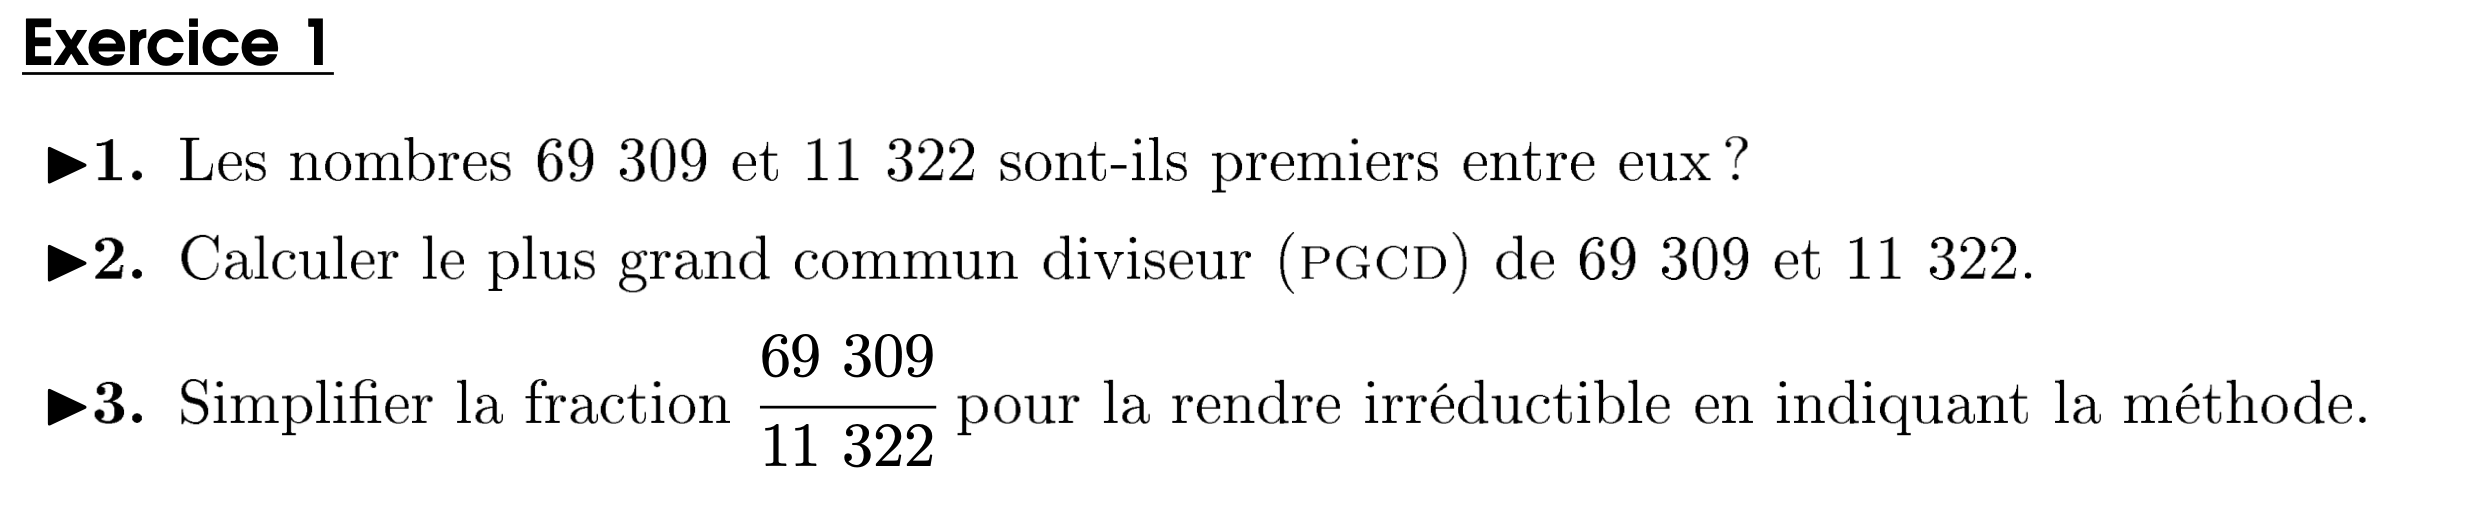 Exercice 1
▶1. Les nombres 69 309 et 11 322 sont-ils premiers entre eux ?
▶2. Calculer le plus grand commun diviseur (PGCD) de 69 309 et 11 322.
▶3. Simplifier la fraction 69 309 / 11 322 pour la rendre irréductible en indiquant la méthode.